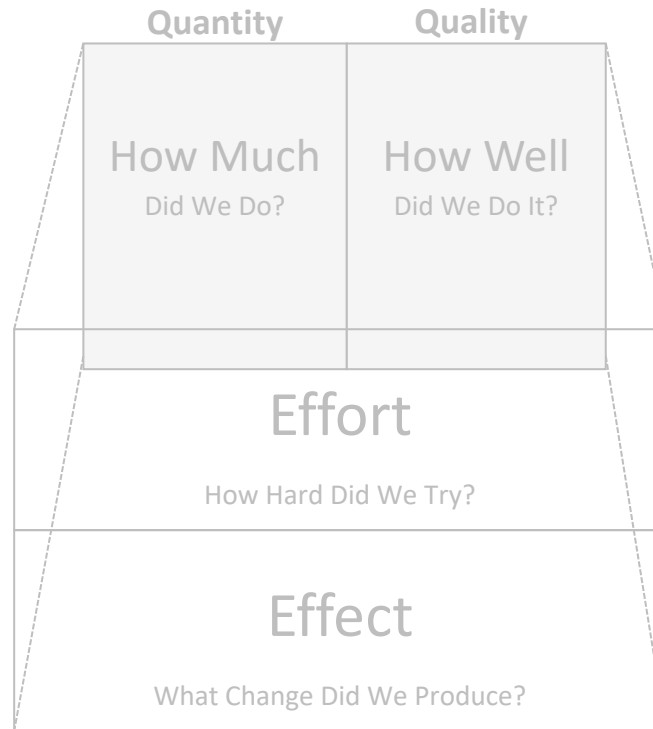 Quantity
Quality
How Much
Did We Do?
How Well
Did We Do It?
Effort
How Hard Did We Try?
Effect
What Change Did We Produce?